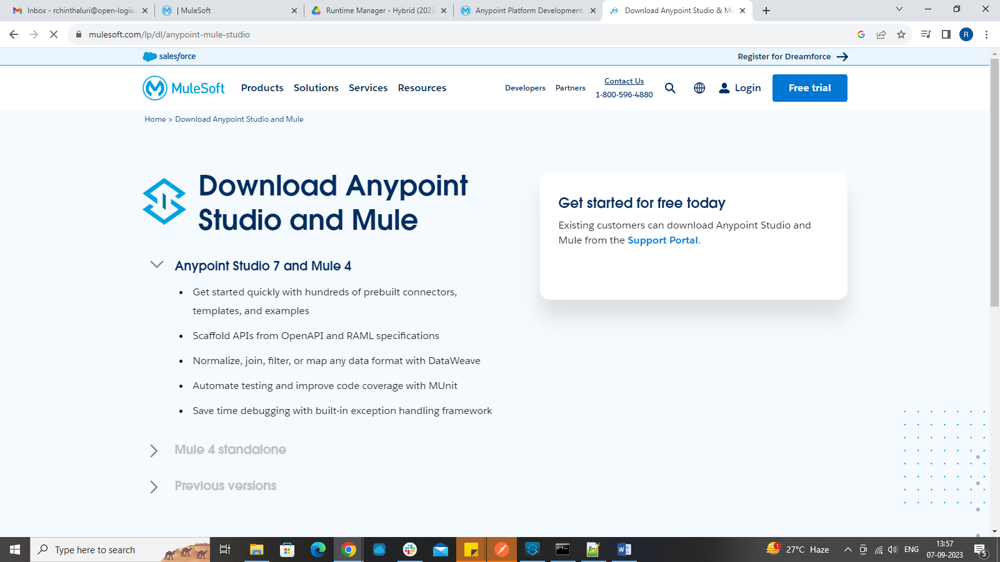 Inbox - rchinthaluri@open-logix.
| MuleSoft
Runtime Manager - Hybrid (2023
Anypoint Platform Development:
Download Anypoint Studio & Mu
mulesoft.com/lp/dl/anypoint-mule-studio
R
salesforce
Register for Dreamforce
MuleSoft
Products
Solutions
Services
Resources
Developers
Partners
Contact Us
1-800-596-4880
Login
Free trial
Home > Download Anypoint Studio and Mule
Download Anypoint
Studio and Mule
Anypoint Studio 7 and Mule 4
• Get started quickly with hundreds of prebuilt connectors,
templates, and examples
• Scaffold APIs from OpenAPI and RAML specifications
• Normalize, join, filter, or map any data format with DataWeave
• Automate testing and improve code coverage with MUnit
• Save time debugging with built-in exception handling framework
Mule 4 standalone
Previous versions
Get started for free today
Existing customers can download Anypoint Studio and
Mule from the Support Portal.
Type here to search
1
27°C Haze
ENG
13:57
07-09-2023
5